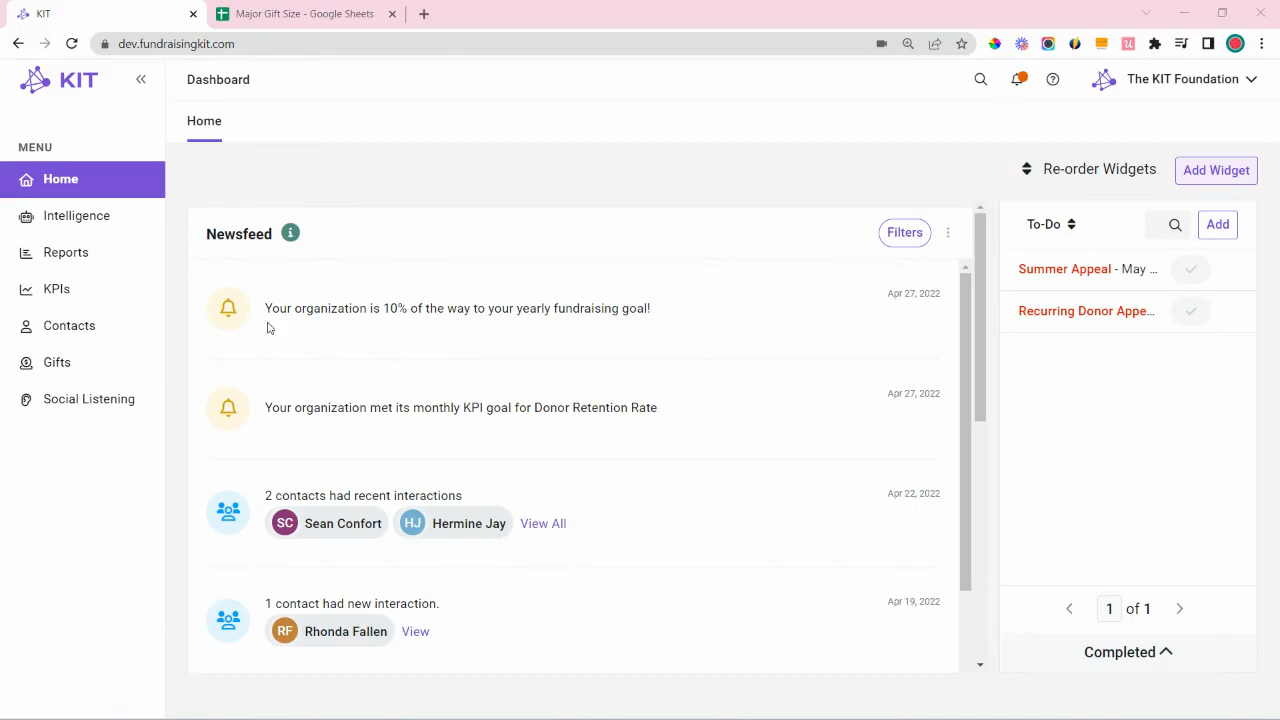 KIT
Major Gift Size - Google Sheets
dev.fundraisingkit.com
KIT
Dashboard
The KIT Foundation
Home
MENU
Home
Intelligence
Reports
KPIs
Contacts
Gifts
Social Listening
Re-order Widgets
Add Widget
Newsfeed
Filters
Your organization is 10% of the way to your yearly fundraising goal!
Apr 27, 2022
Your organization met its monthly KPI goal for Donor Retention Rate
Apr 27, 2022
2 contacts had recent interactions
Apr 22, 2022
SC Sean Confort HJ Hermine Jay View All
1 contact had new interaction.
Apr 19, 2022
RF Rhonda Fallen View
To-Do
Add
Summer Appeal - May ...
Recurring Donor Appe...
1 of 1
Completed